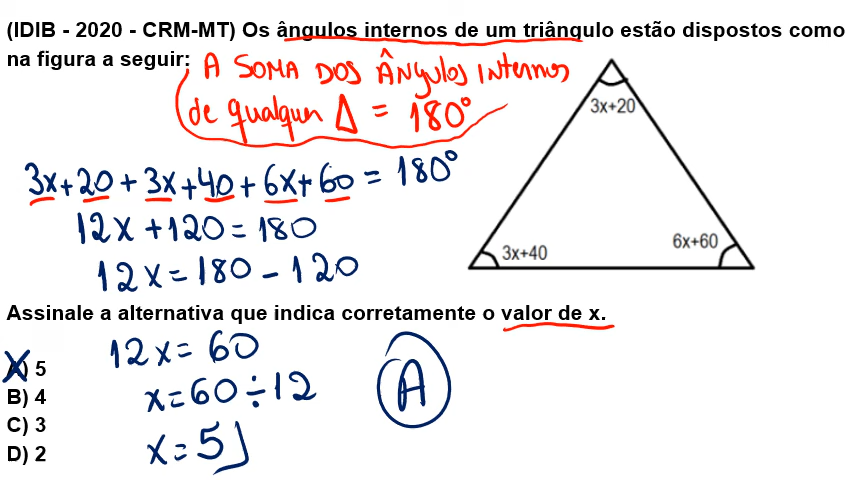 (IDIB - 2020 - CRM-MT) Os ângulos internos de um triângulo estão dispostos como
na figura a seguir:
A SOMA DOS ÂNGULOS INTERNOS
de qualquer Δ = 180°
3x+20
3x+20+3x+40+6x+60=180°
12x+120=180
12x=180-120
3x+40
6x+60
Assinale a alternativa que indica corretamente o valor de x.
12x=60
x=60÷12
x=5
A
A) 5
B) 4
C) 3
D) 2